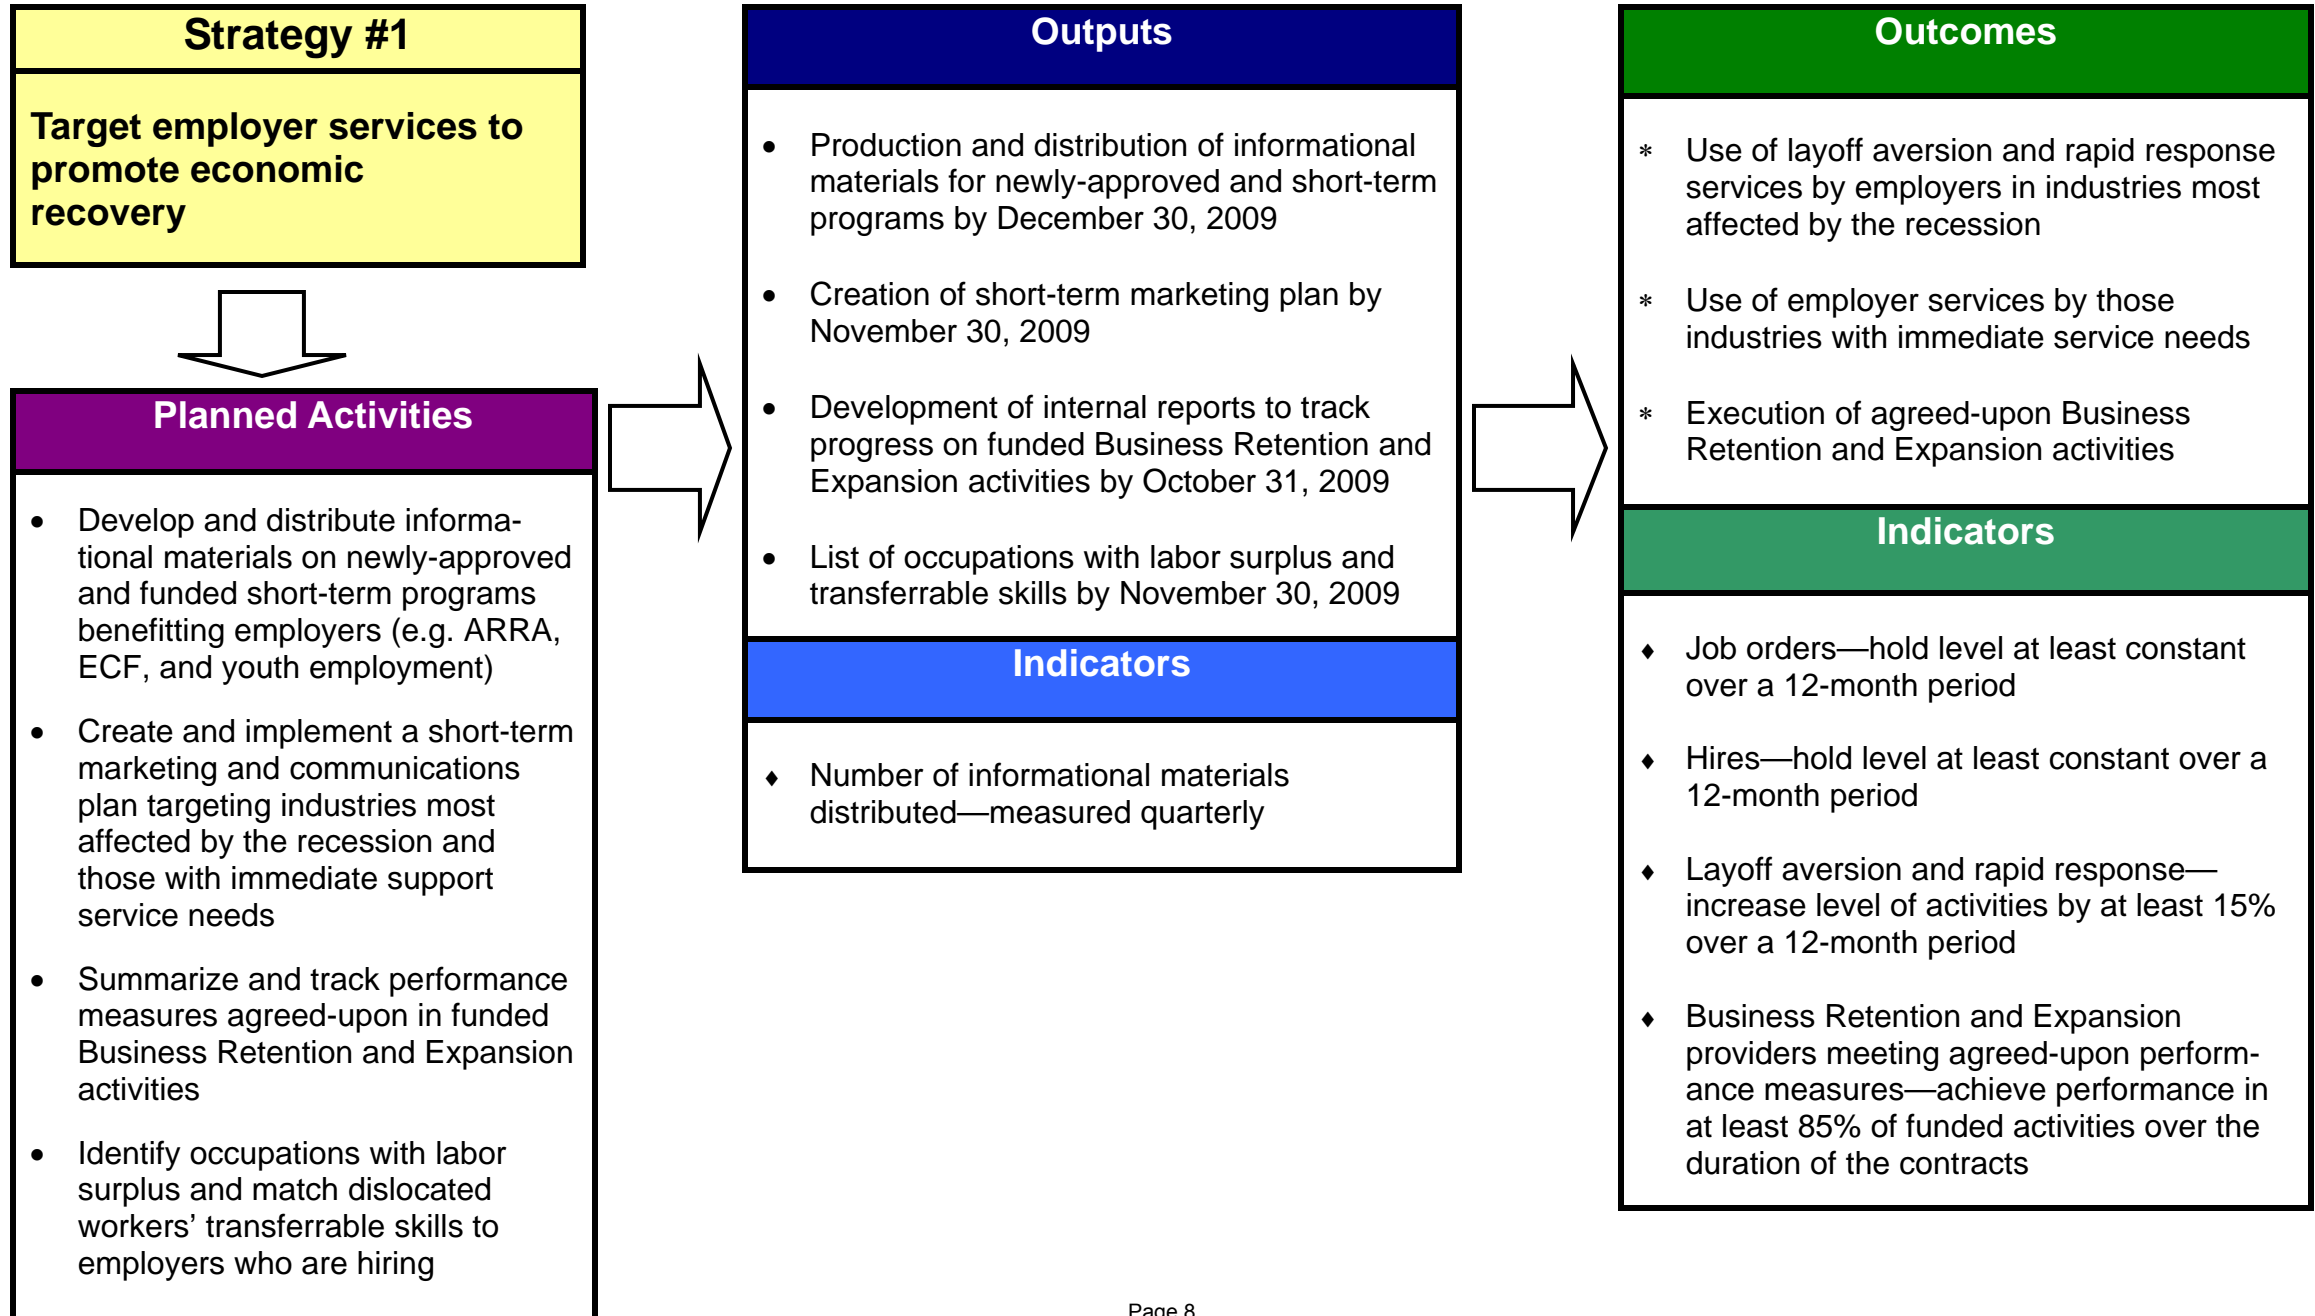 Strategy #1
Target employer services to
promote economic
recovery
Planned Activities
• Develop and distribute informa-
tional materials on newly-approved
and funded short-term programs
benefitting employers (e.g. ARRA,
ECF, and youth employment)
• Create and implement a short-term
marketing and communications
plan targeting industries most
affected by the recession and
those with immediate support
service needs
• Summarize and track performance
measures agreed-upon in funded
Business Retention and Expansion
activities
• Identify occupations with labor
surplus and match dislocated
workers’ transferrable skills to
employers who are hiring
Outputs
• Production and distribution of informational
materials for newly-approved and short-term
programs by December 30, 2009
• Creation of short-term marketing plan by
November 30, 2009
• Development of internal reports to track
progress on funded Business Retention and
Expansion activities by October 31, 2009
• List of occupations with labor surplus and
transferrable skills by November 30, 2009
Indicators
♦ Number of informational materials
distributed—measured quarterly
Outcomes
* Use of layoff aversion and rapid response
services by employers in industries most
affected by the recession
* Use of employer services by those
industries with immediate service needs
* Execution of agreed-upon Business
Retention and Expansion activities
Indicators
♦ Job orders—hold level at least constant
over a 12-month period
♦ Hires—hold level at least constant over a
12-month period
♦ Layoff aversion and rapid response—
increase level of activities by at least 15%
over a 12-month period
♦ Business Retention and Expansion
providers meeting agreed-upon perform-
ance measures—achieve performance in
at least 85% of funded activities over the
duration of the contracts
Page 8